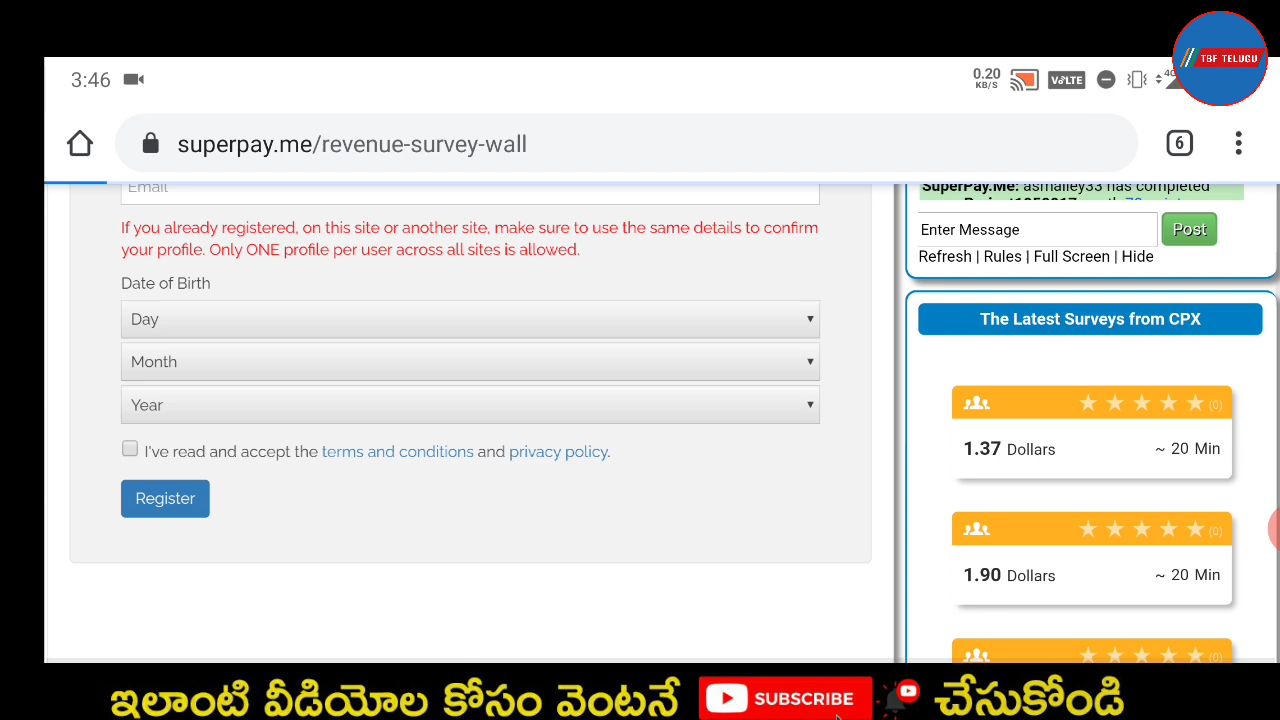 TBF TELUGU
3:46
0.20 KB/S VoLTE 4G
superpay.me/revenue-survey-wall
6
Email
If you already registered, on this site or another site, make sure to use the same details to confirm
your profile. Only ONE profile per user across all sites is allowed.
Date of Birth
Day
Month
Year
I've read and accept the terms and conditions and privacy policy.
Register
SuperPay.Me: asmalley33 has completed
Enter Message
Post
Refresh | Rules | Full Screen | Hide
The Latest Surveys from CPX
(0)
1.37 Dollars ~ 20 Min
(0)
1.90 Dollars ~ 20 Min
(0)
ఇలాంటి వీడియోల కోసం వెంటనే SUBSCRIBE చేసుకోండి